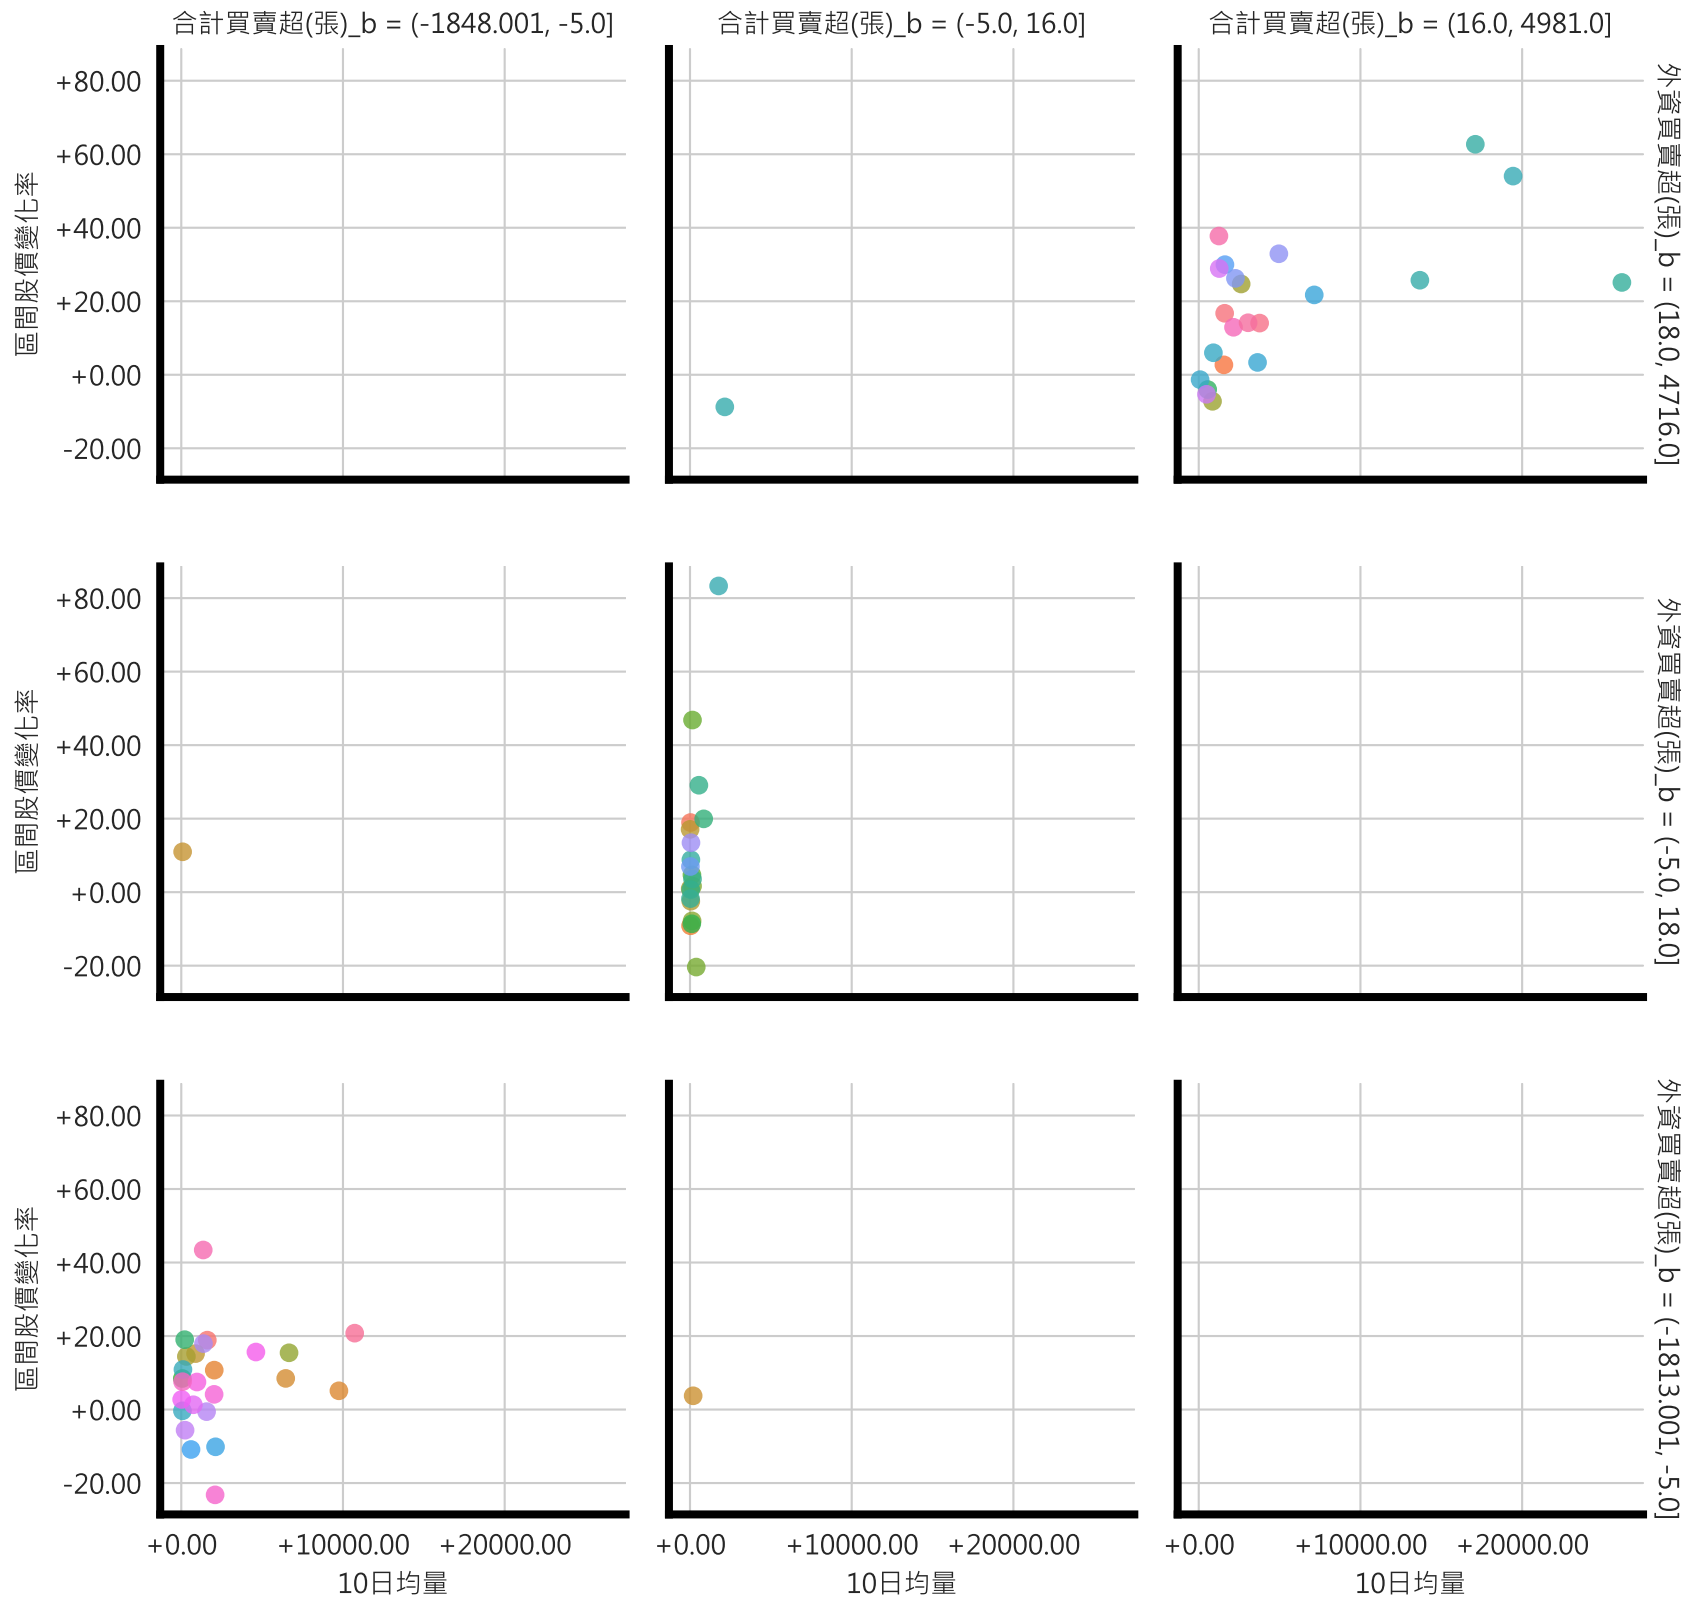 合計買賣超(張)_b = (-1848.001, -5.0]
合計買賣超(張)_b = (-5.0, 16.0]
合計買賣超(張)_b = (16.0, 4981.0]
+80.00
+60.00
+40.00
+20.00
+0.00
-20.00
區間股價變化率
外資買賣超(張)_b = (18.0, 4716.0]
+80.00
+60.00
+40.00
+20.00
+0.00
-20.00
區間股價變化率
外資買賣超(張)_b = (-5.0, 18.0]
+80.00
+60.00
+40.00
+20.00
+0.00
-20.00
區間股價變化率
外資買賣超(張)_b = (-1813.001, -5.0]
+0.00 +10000.00 +20000.00
+0.00 +10000.00 +20000.00
+0.00 +10000.00 +20000.00
10日均量
10日均量
10日均量